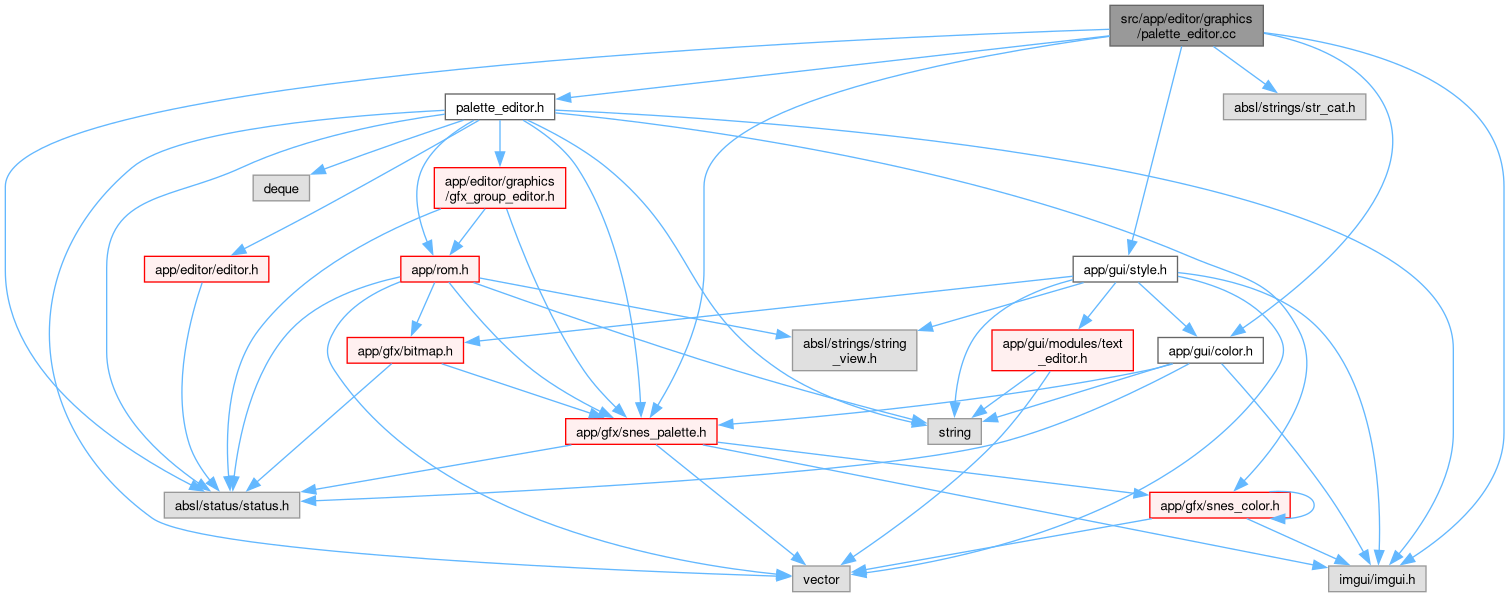 src/app/editor/graphics
/palette_editor.cc
palette_editor.h
absl/strings/str_cat.h
deque
app/editor/graphics
/gfx_group_editor.h
app/editor/editor.h
app/rom.h
app/gui/style.h
app/gfx/bitmap.h
absl/strings/string
_view.h
app/gui/modules/text
_editor.h
app/gui/color.h
app/gfx/snes_palette.h
string
absl/status/status.h
app/gfx/snes_color.h
vector
imgui/imgui.h